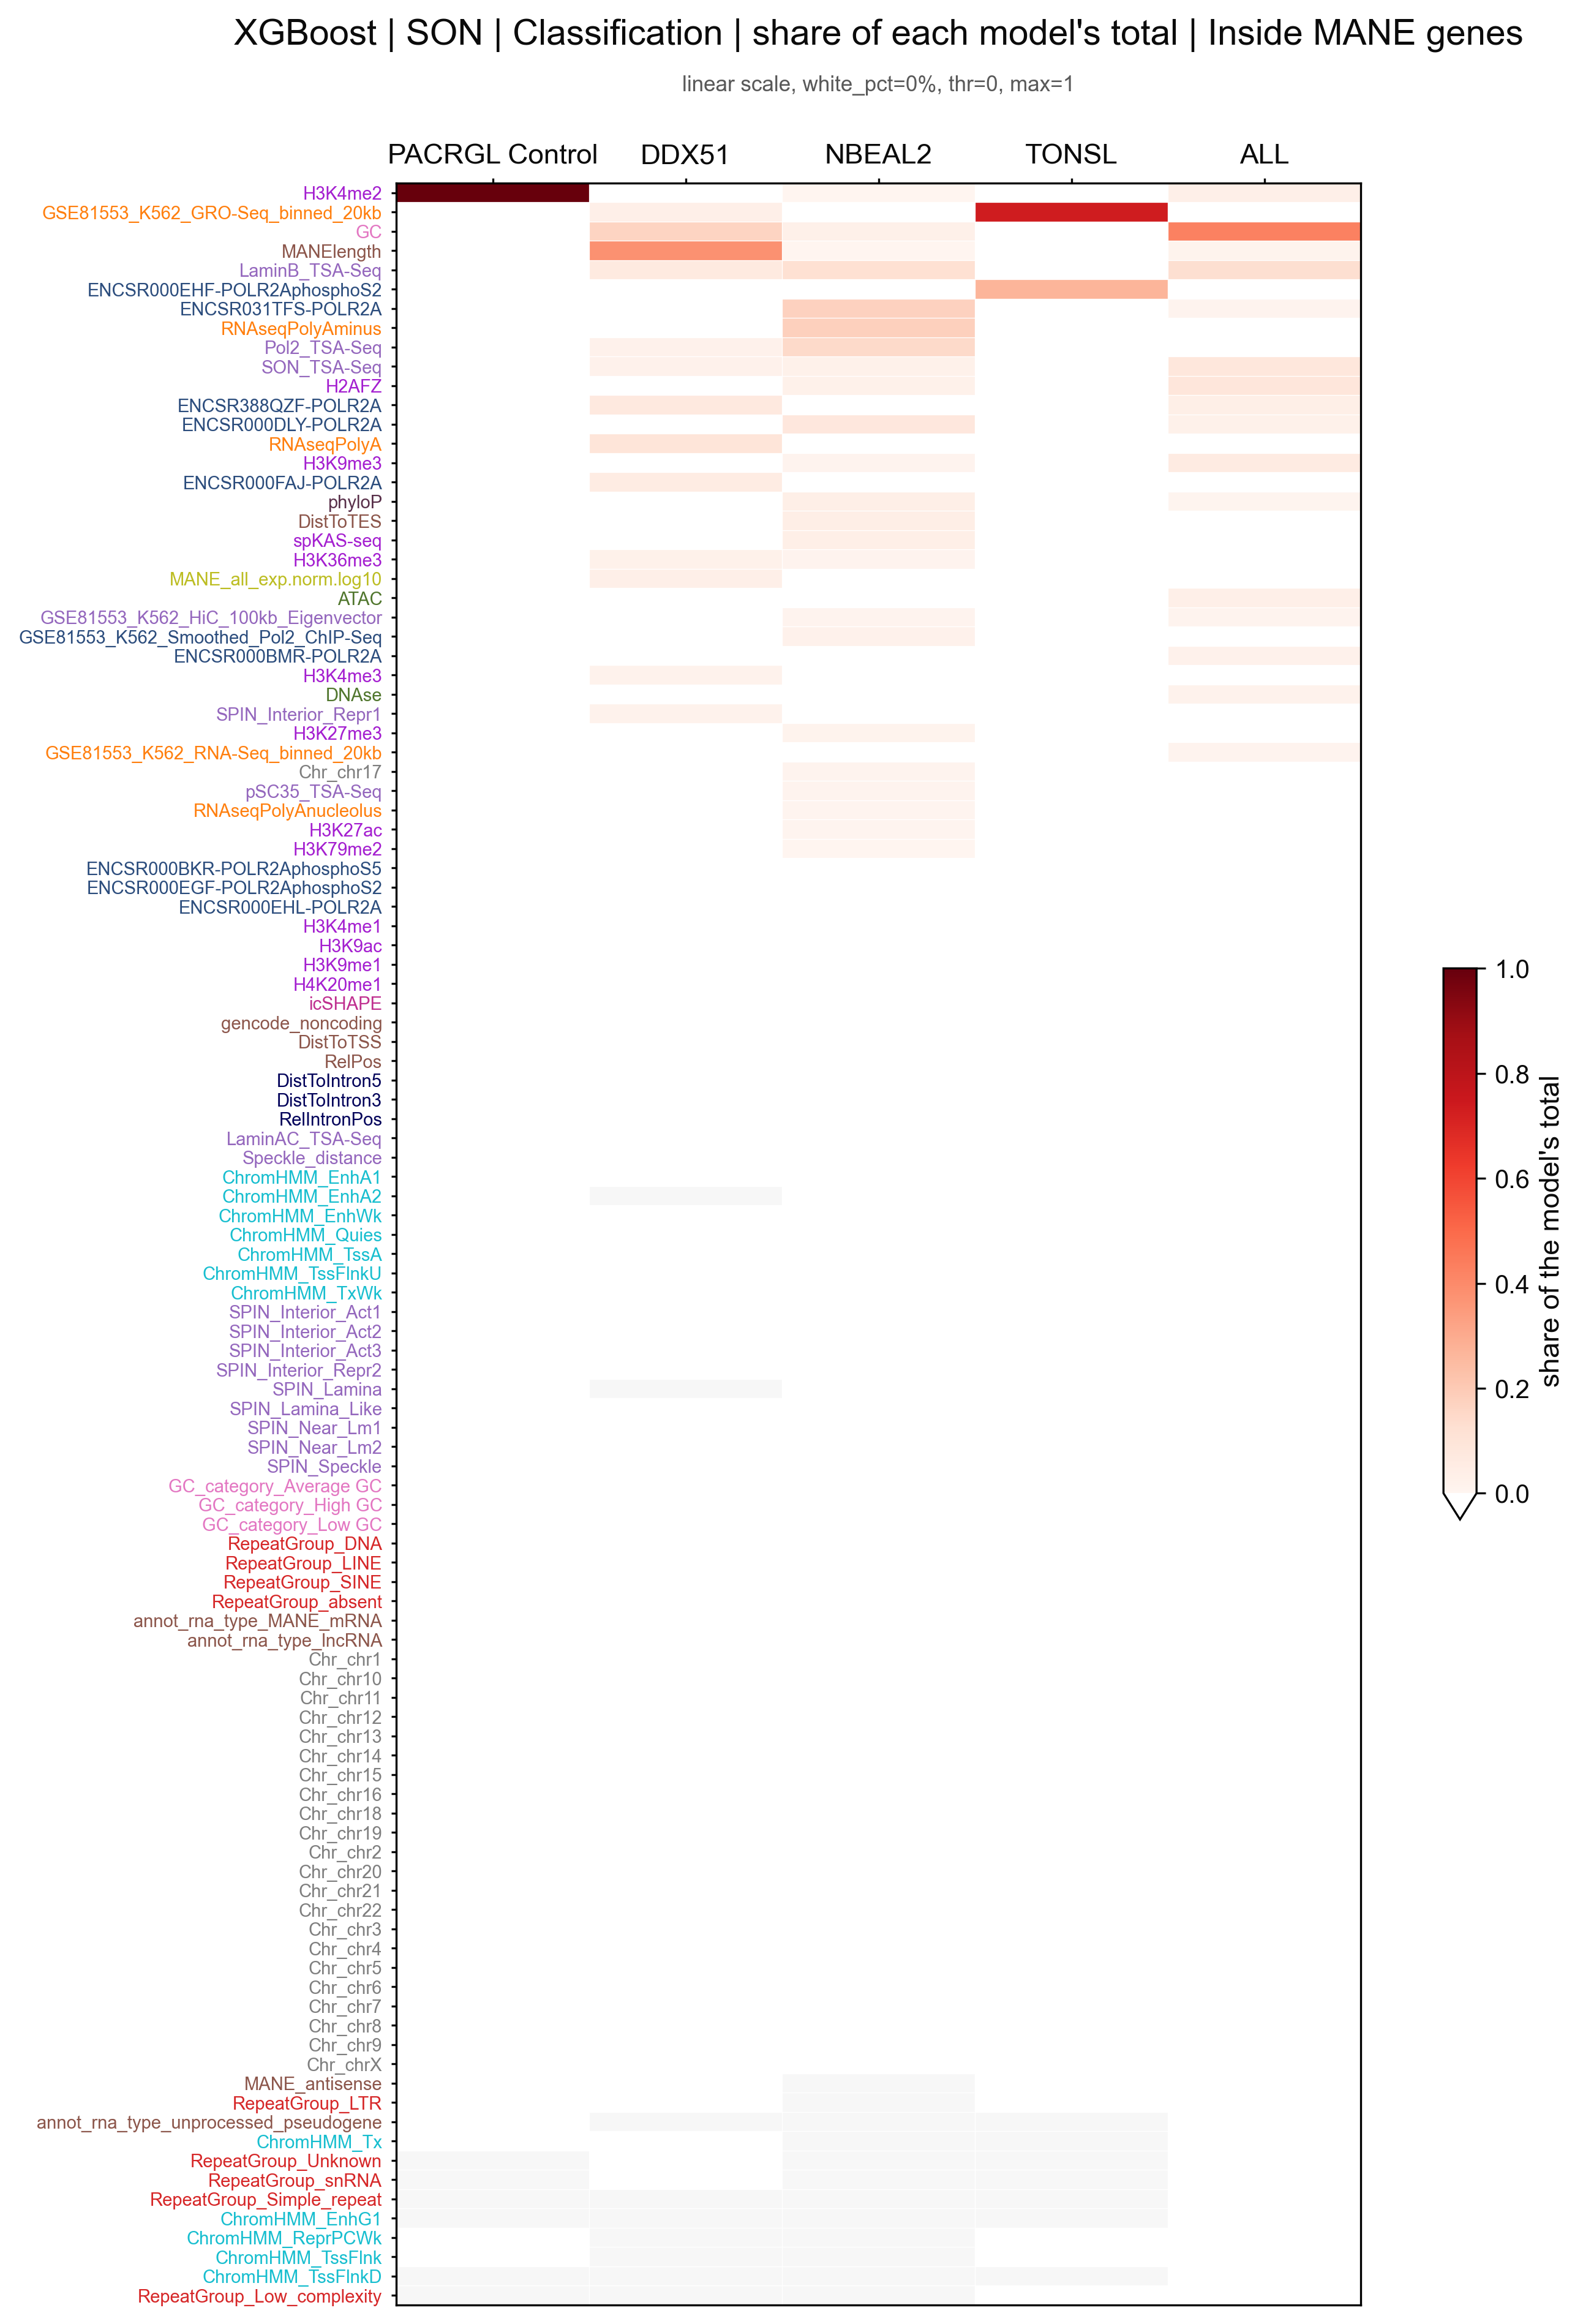 XGBoost | SON | Classification | share of each model's total | Inside MANE genes
linear scale, white_pct=0%, thr=0, max=1
PACRGL Control DDX51 NBEAL2 TONSL ALL
H3K4me2
GSE81553_K562_GRO-Seq_binned_20kb
GC
MANElength
LaminB_TSA-Seq
ENCSR000EHF-POLR2AphosphoS2
ENCSR031TFS-POLR2A
RNAseqPolyAminus
Pol2_TSA-Seq
SON_TSA-Seq
H2AFZ
ENCSR388QZF-POLR2A
ENCSR000DLY-POLR2A
RNAseqPolyA
H3K9me3
ENCSR000FAJ-POLR2A
phyloP
DistToTES
spKAS-seq
H3K36me3
MANE_all_exp.norm.log10
ATAC
GSE81553_K562_HiC_100kb_Eigenvector
GSE81553_K562_Smoothed_Pol2_ChIP-Seq
ENCSR000BMR-POLR2A
H3K4me3
DNAse
SPIN_Interior_Repr1
H3K27me3
GSE81553_K562_RNA-Seq_binned_20kb
Chr_chr17
pSC35_TSA-Seq
RNAseqPolyAnucleolus
H3K27ac
H3K79me2
ENCSR000BKR-POLR2AphosphoS5
ENCSR000EGF-POLR2AphosphoS2
ENCSR000EHL-POLR2A
H3K4me1
H3K9ac
H3K9me1
H4K20me1
icSHAPE
gencode_noncoding
DistToTSS
RelPos
DistToIntron5
DistToIntron3
RelIntronPos
LaminAC_TSA-Seq
Speckle_distance
ChromHMM_EnhA1
ChromHMM_EnhA2
ChromHMM_EnhWk
ChromHMM_Quies
ChromHMM_TssA
ChromHMM_TssFlnkU
ChromHMM_TxWk
SPIN_Interior_Act1
SPIN_Interior_Act2
SPIN_Interior_Act3
SPIN_Interior_Repr2
SPIN_Lamina
SPIN_Lamina_Like
SPIN_Near_Lm1
SPIN_Near_Lm2
SPIN_Speckle
GC_category_Average GC
GC_category_High GC
GC_category_Low GC
RepeatGroup_DNA
RepeatGroup_LINE
RepeatGroup_SINE
RepeatGroup_absent
annot_rna_type_MANE_mRNA
annot_rna_type_lncRNA
Chr_chr1
Chr_chr10
Chr_chr11
Chr_chr12
Chr_chr13
Chr_chr14
Chr_chr15
Chr_chr16
Chr_chr18
Chr_chr19
Chr_chr2
Chr_chr20
Chr_chr21
Chr_chr22
Chr_chr3
Chr_chr4
Chr_chr5
Chr_chr6
Chr_chr7
Chr_chr8
Chr_chr9
Chr_chrX
MANE_antisense
RepeatGroup_LTR
annot_rna_type_unprocessed_pseudogene
ChromHMM_Tx
RepeatGroup_Unknown
RepeatGroup_snRNA
RepeatGroup_Simple_repeat
ChromHMM_EnhG1
ChromHMM_ReprPCWk
ChromHMM_TssFlnk
ChromHMM_TssFlnkD
RepeatGroup_Low_complexity
1.0
0.8
0.6
0.4
0.2
0.0
share of the model's total